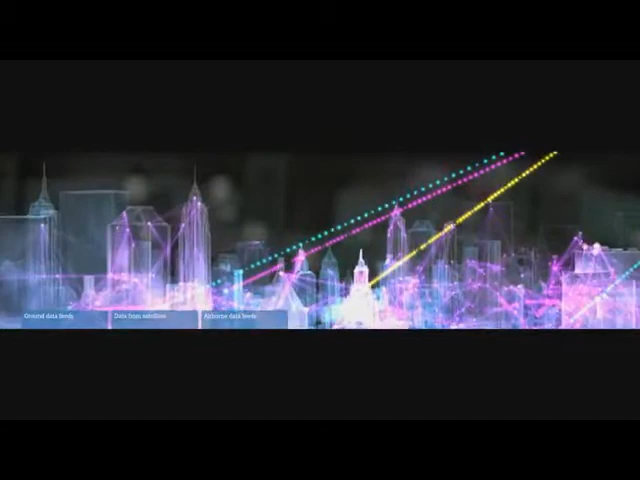 Ground data feeds
Data from satellites
Airborne data feeds